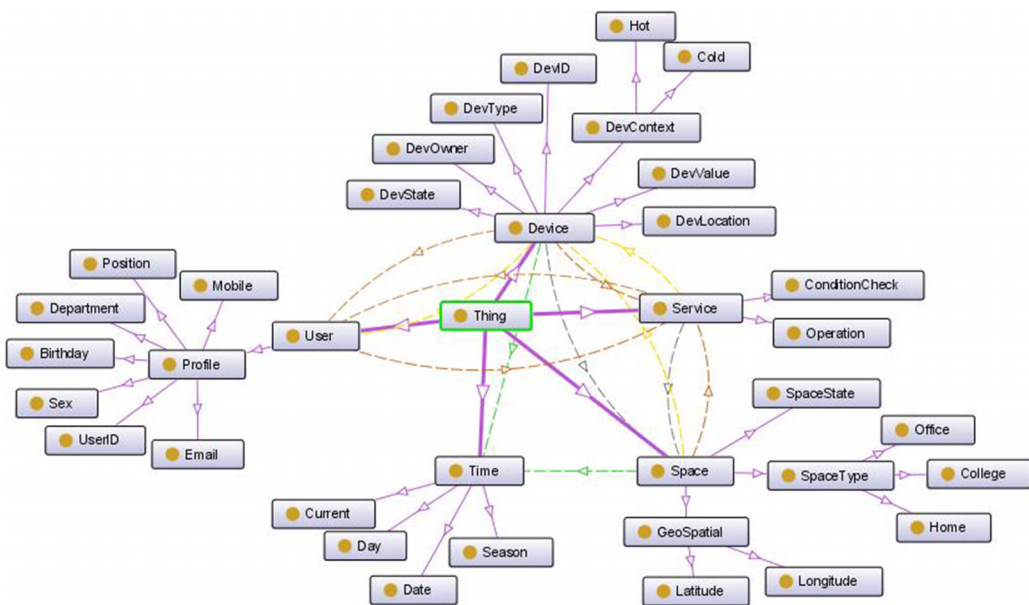 Hot
Cold
DevID
DevType
DevContext
DevOwner
DevValue
DevState
DevLocation
Device
Position
Mobile
ConditionCheck
Department
Thing
Service
User
Operation
Birthday
Profile
Sex
SpaceState
UserID
Office
Email
Time
Space
SpaceType
College
Current
Home
Day
Season
GeoSpatial
Date
Latitude
Longitude